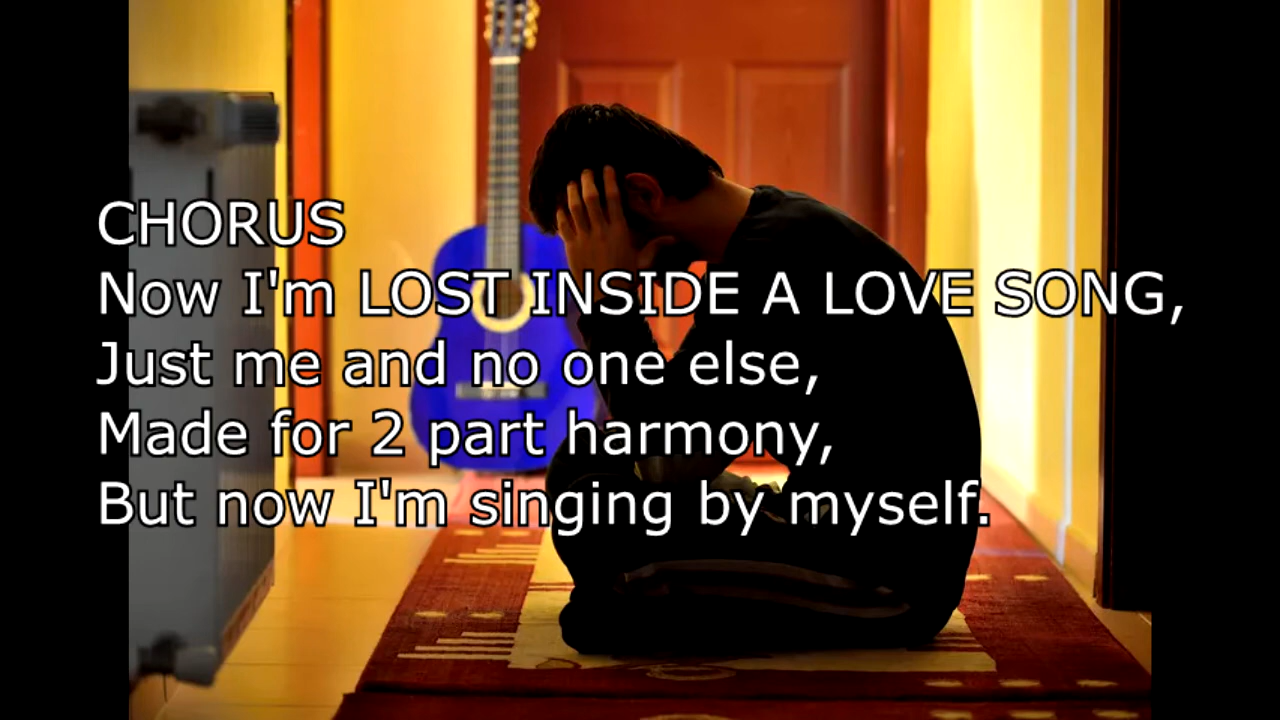 CHORUS
Now I'm LOST INSIDE A LOVE SONG,
Just me and no one else,
Made for 2 part harmony,
But now I'm singing by myself.